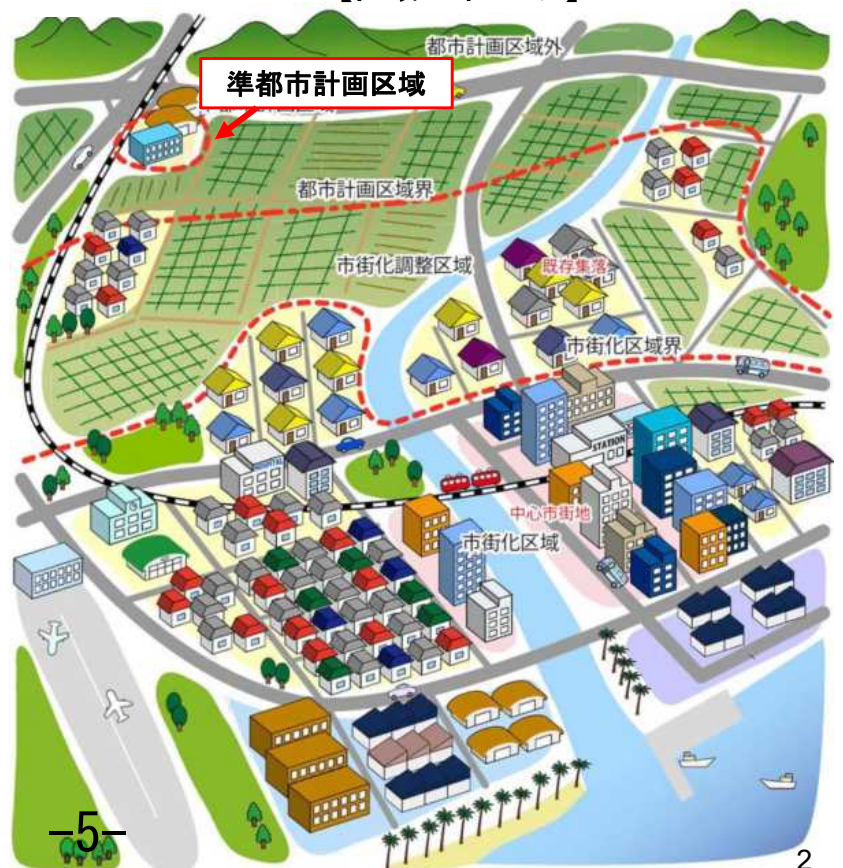 都市計画区域外
準都市計画区域
都市計画区域界
市街化調整区域
既存集落
市街化区域界
STATION
HOSPITAL
中心市街地
市街化区域
−5−
2